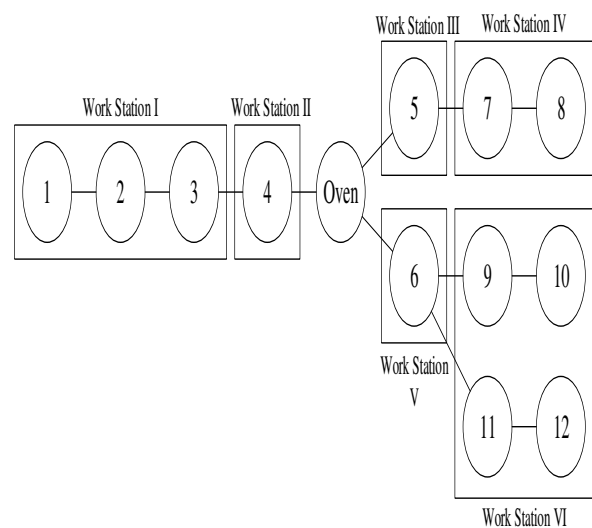 Work Station III
Work Station IV
Work Station I
Work Station II
5
7
8
1
2
3
4
Oven
6
9
10
Work Station
V
11
12
Work Station VI